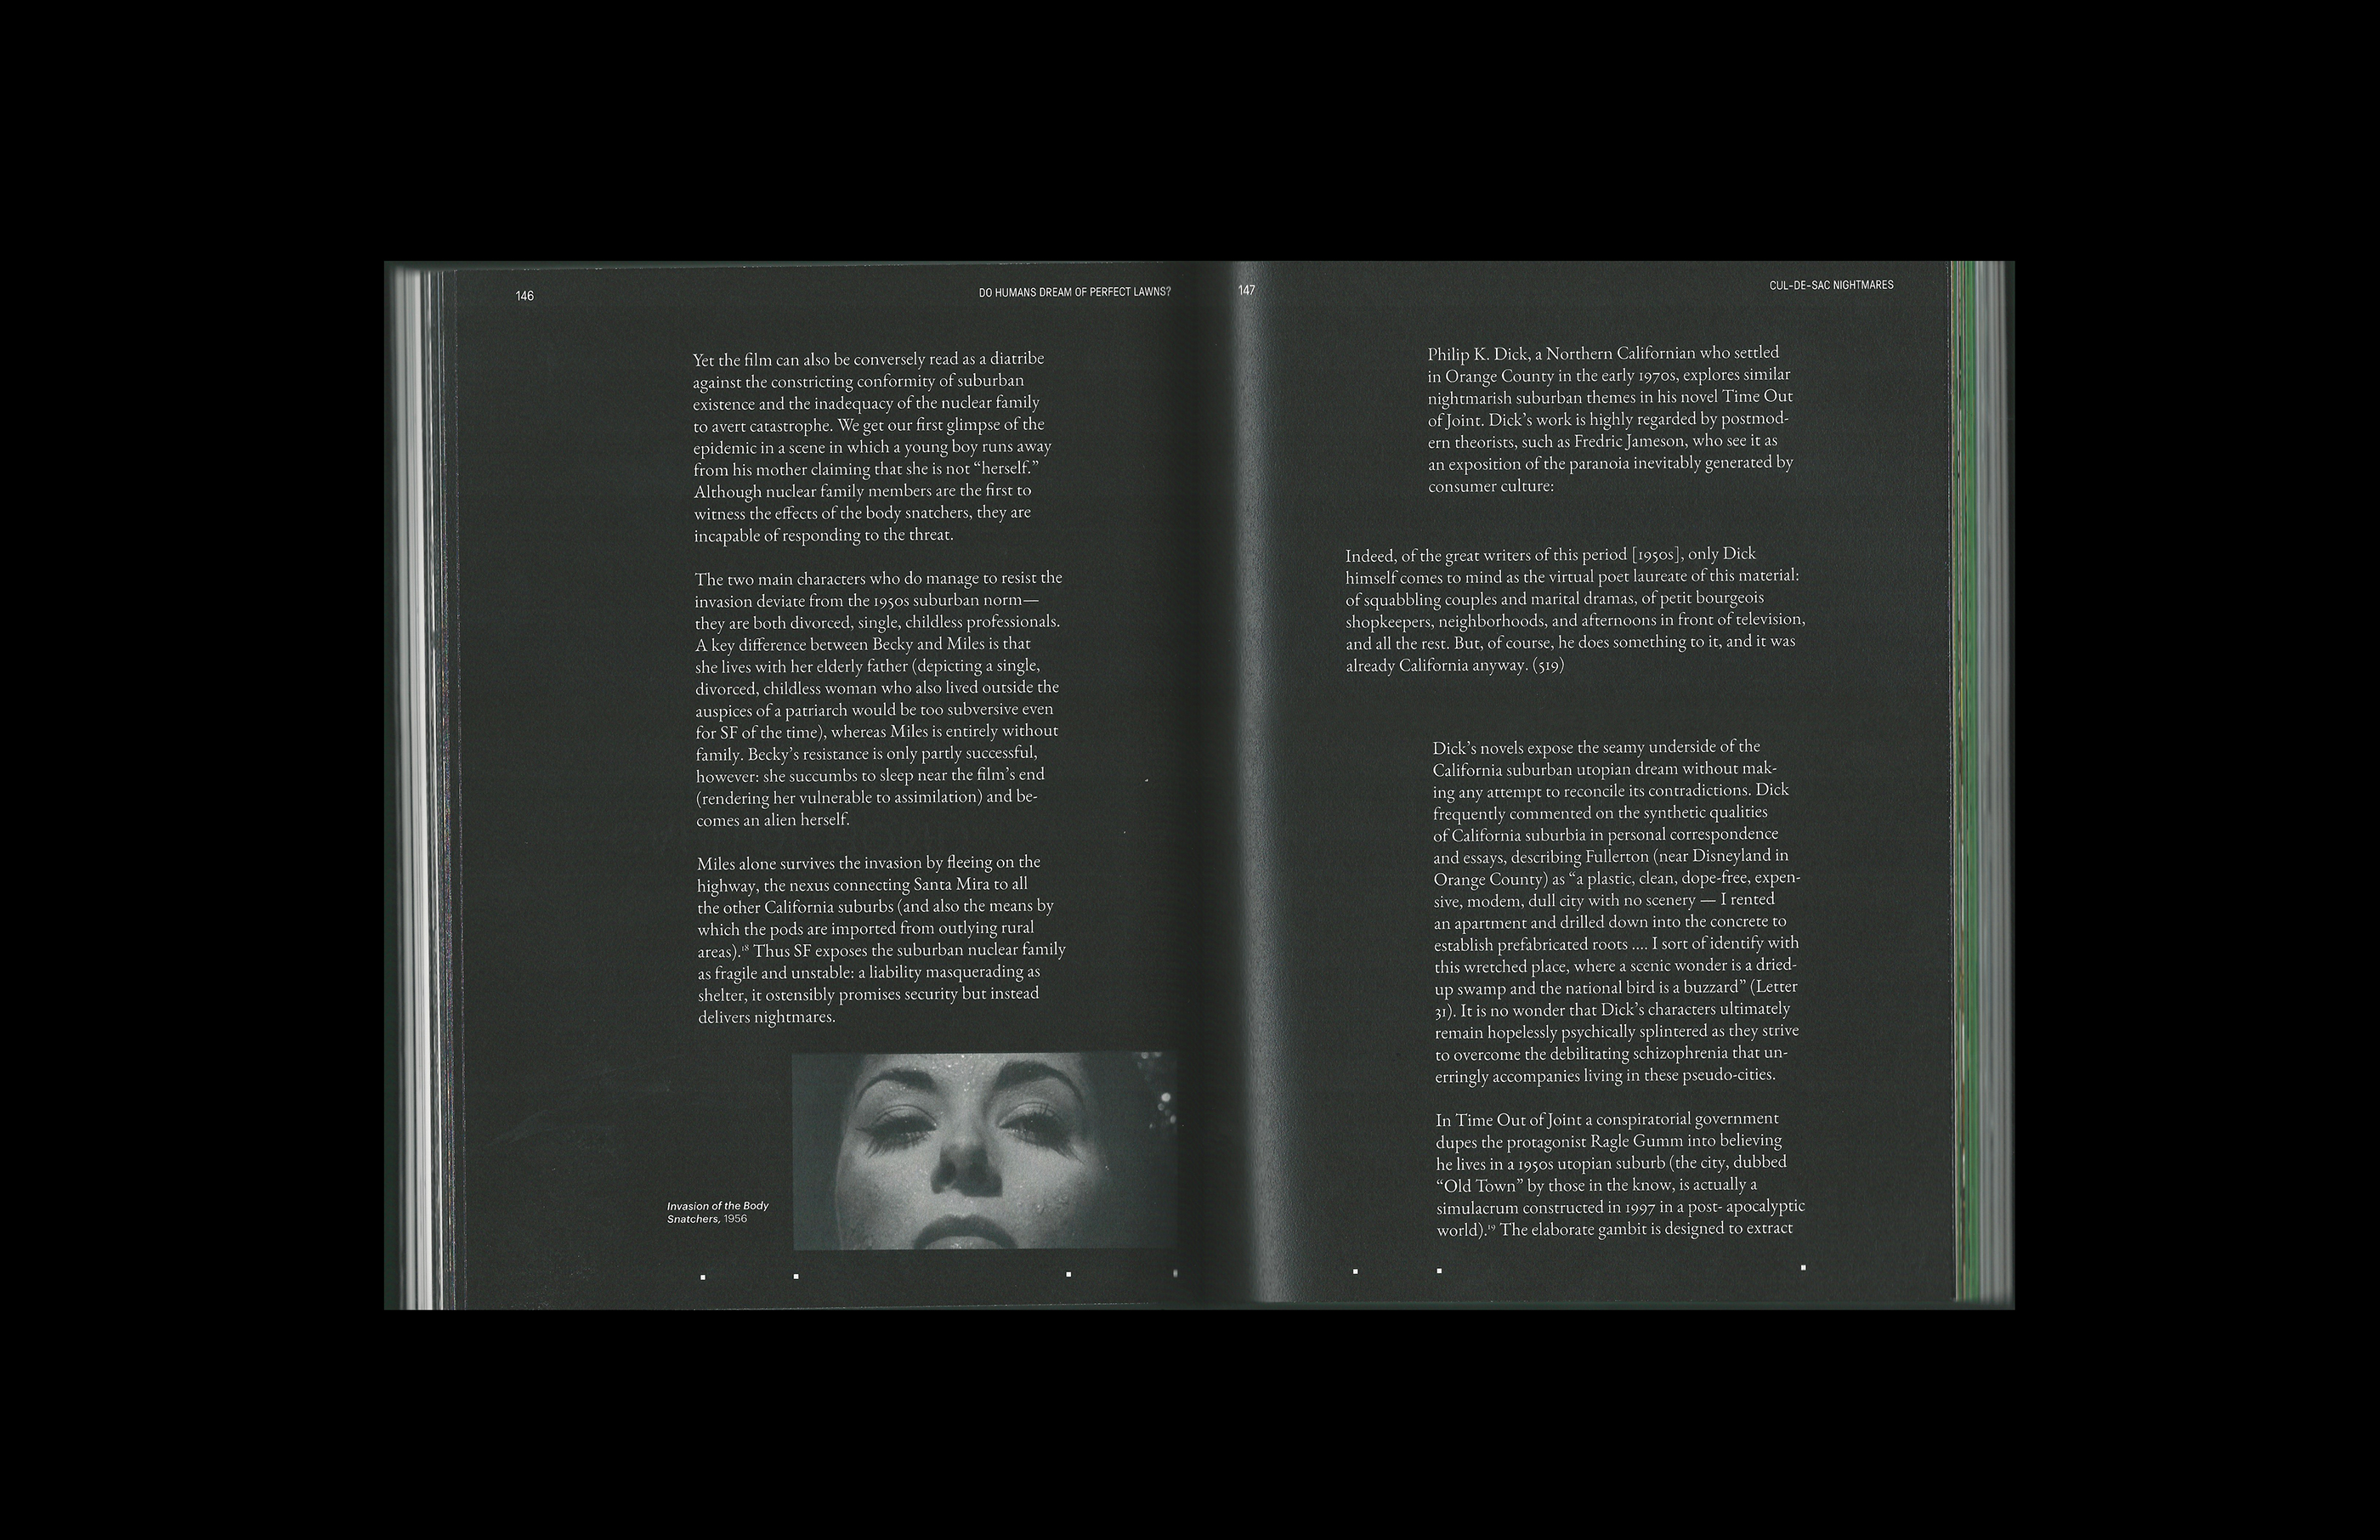 146
DO HUMANS DREAM OF PERFECT LAWNS?
Yet the film can also be conversely read as a diatribe
against the constricting conformity of suburban
existence and the inadequacy of the nuclear family
to avert catastrophe. We get our first glimpse of the
epidemic in a scene in which a young boy runs away
from his mother claiming that she is not “herself.”
Although nuclear family members are the first to
witness the effects of the body snatchers, they are
incapable of responding to the threat.
The two main characters who do manage to resist the
invasion deviate from the 1950s suburban norm—
they are both divorced, single, childless professionals.
A key difference between Becky and Miles is that
she lives with her elderly father (depicting a single,
divorced, childless woman who also lived outside the
auspices of a patriarch would be too subversive even
for SF of the time), whereas Miles is entirely without
family. Becky’s resistance is only partly successful,
however: she succumbs to sleep near the film’s end
(rendering her vulnerable to assimilation) and be-
comes an alien herself.
Miles alone survives the invasion by fleeing on the
highway, the nexus connecting Santa Mira to all
the other California suburbs (and also the means by
which the pods are imported from outlying rural
areas).¹⁸ Thus SF exposes the suburban nuclear family
as fragile and unstable: a liability masquerading as
shelter, it ostensibly promises security but instead
delivers nightmares.
Invasion of the Body
Snatchers, 1956
147
CUL-DE-SAC NIGHTMARES
Philip K. Dick, a Northern Californian who settled
in Orange County in the early 1970s, explores similar
nightmarish suburban themes in his novel Time Out
of Joint. Dick’s work is highly regarded by postmod-
ern theorists, such as Fredric Jameson, who see it as
an exposition of the paranoia inevitably generated by
consumer culture:
Indeed, of the great writers of this period [1950s], only Dick
himself comes to mind as the virtual poet laureate of this material:
of squabbling couples and marital dramas, of petit bourgeois
shopkeepers, neighborhoods, and afternoons in front of television,
and all the rest. But, of course, he does something to it, and it was
already California anyway. (519)
Dick’s novels expose the seamy underside of the
California suburban utopian dream without mak-
ing any attempt to reconcile its contradictions. Dick
frequently commented on the synthetic qualities
of California suburbia in personal correspondence
and essays, describing Fullerton (near Disneyland in
Orange County) as “a plastic, clean, dope-free, expen-
sive, modem, dull city with no scenery — I rented
an apartment and drilled down into the concrete to
establish prefabricated roots .... I sort of identify with
this wretched place, where a scenic wonder is a dried-
up swamp and the national bird is a buzzard” (Letter
31). It is no wonder that Dick’s characters ultimately
remain hopelessly psychically splintered as they strive
to overcome the debilitating schizophrenia that un-
erringly accompanies living in these pseudo-cities.
In Time Out of Joint a conspiratorial government
dupes the protagonist Ragle Gumm into believing
he lives in a 1950s utopian suburb (the city, dubbed
“Old Town” by those in the know, is actually a
simulacrum constructed in 1997 in a post- apocalyptic
world).¹⁹ The elaborate gambit is designed to extract